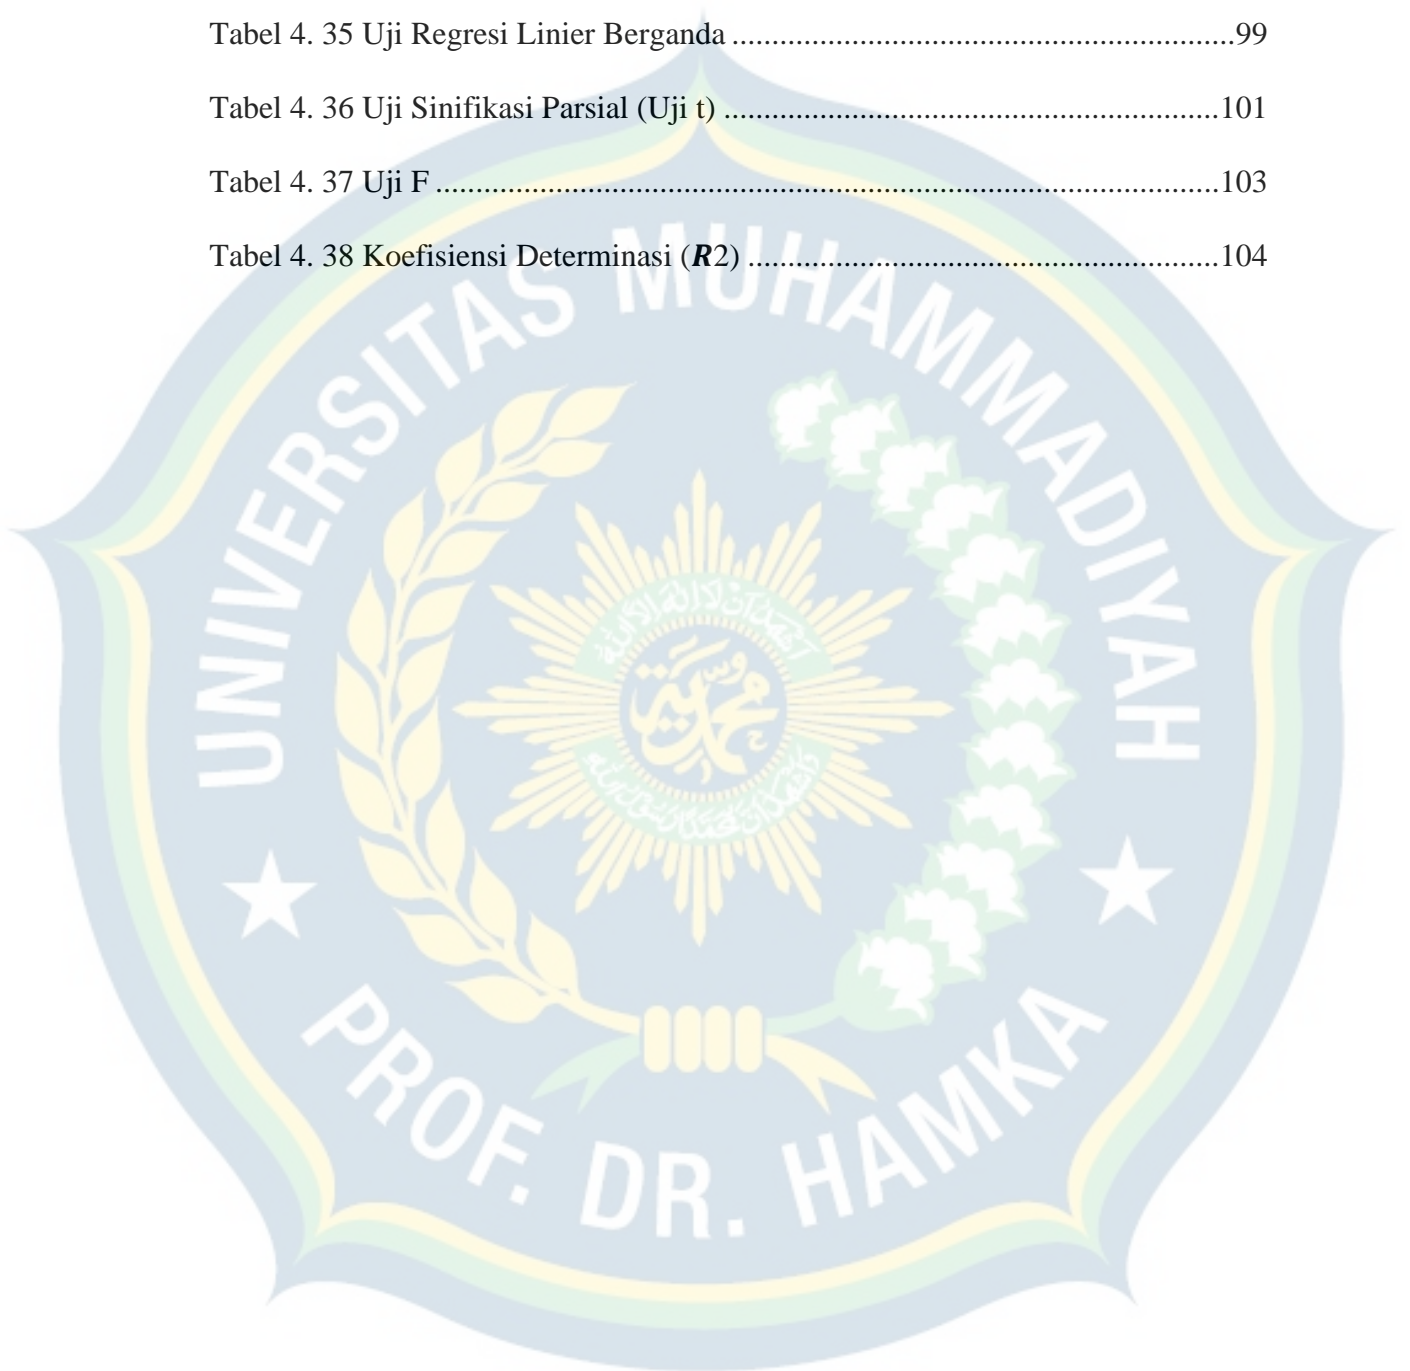 Tabel 4. 35 Uji Regresi Linier Berganda ................................................................99
Tabel 4. 36 Uji Sinifikasi Parsial (Uji t) ..............................................................101
Tabel 4. 37 Uji F ..................................................................................................103
Tabel 4. 38 Koefisiensi Determinasi (R2) ...........................................................104
UNIVERSITAS MUHAMMADIYAH
PROF. DR. HAMKA